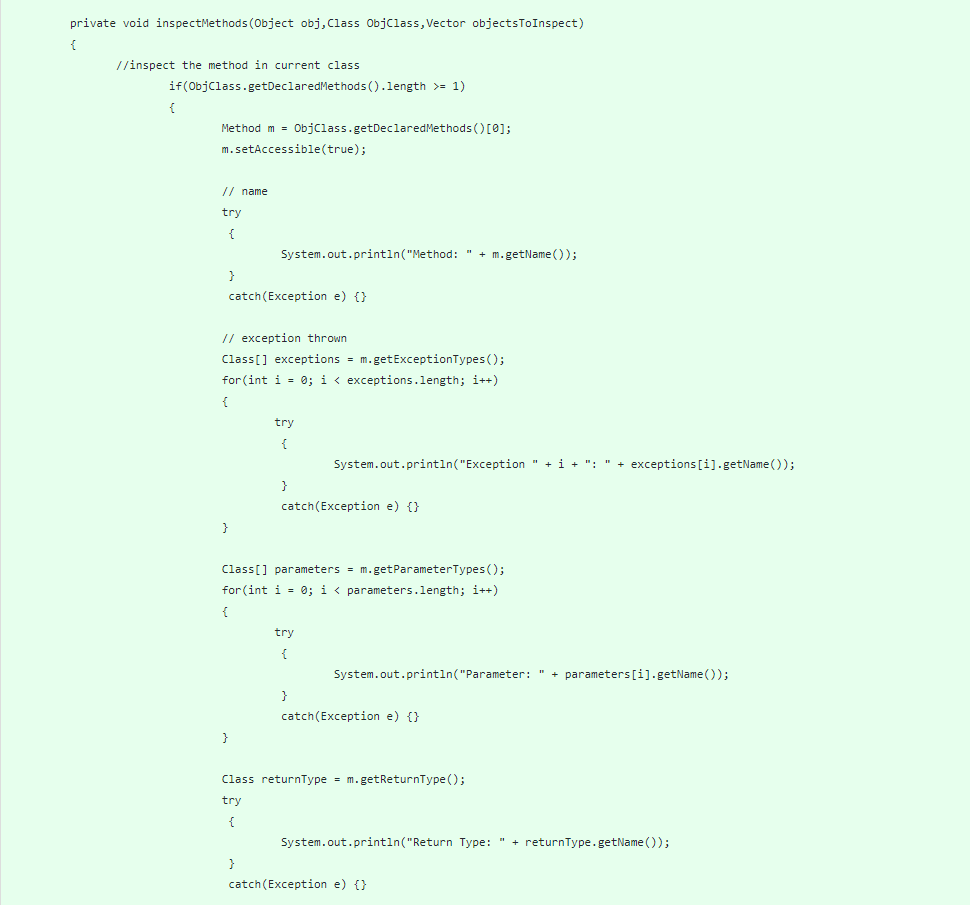 private void inspectMethods(Object obj,Class ObjClass,Vector objectsToInspect)
{
//inspect the method in current class
if(ObjClass.getDeclaredMethods().length >= 1)
{
Method m = ObjClass.getDeclaredMethods()[0];
m.setAccessible(true);
// name
try
{
System.out.println("Method: " + m.getName());
}
catch(Exception e) {}
// exception thrown
Class[] exceptions = m.getExceptionTypes();
for(int i = 0; i < exceptions.length; i++)
{
try
{
System.out.println("Exception " + i + ": " + exceptions[i].getName());
}
catch(Exception e) {}
}
Class[] parameters = m.getParameterTypes();
for(int i = 0; i < parameters.length; i++)
{
try
{
System.out.println("Parameter: " + parameters[i].getName());
}
catch(Exception e) {}
}
Class returnType = m.getReturnType();
try
{
System.out.println("Return Type: " + returnType.getName());
}
catch(Exception e) {}